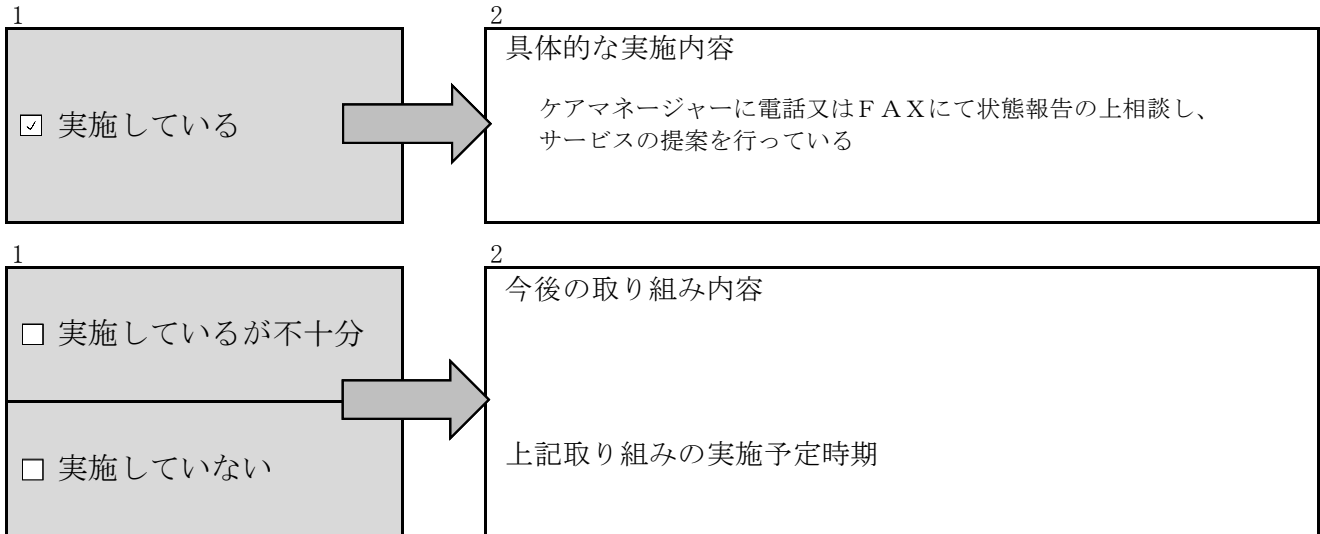 1
2
☑ 実施している
具体的な実施内容
ケアマネージャーに電話又はＦＡＸにて状態報告の上相談し、
サービスの提案を行っている
1
2
☐ 実施しているが不十分
☐ 実施していない
今後の取り組み内容
上記取り組みの実施予定時期